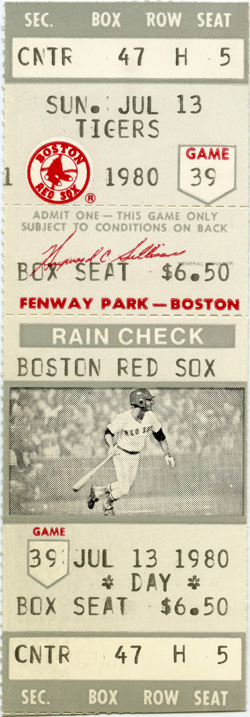 SEC. BOX ROW SEAT
CNTR 47 H 5
SUN. JUL 13
TIGERS
BOSTON
RED SOX
®
1 1980
GAME
39
ADMIT ONE — THIS GAME ONLY
SUBJECT TO CONDITIONS ON BACK
Haywood C Sullivan
GENERAL MANAGER
BOX SEAT $6.50
FENWAY PARK — BOSTON
RAIN CHECK
BOSTON RED SOX
RED SOX
GAME
39 JUL 13 1980
* DAY *
BOX SEAT $6.50
CNTR 47 H 5
SEC. BOX ROW SEAT